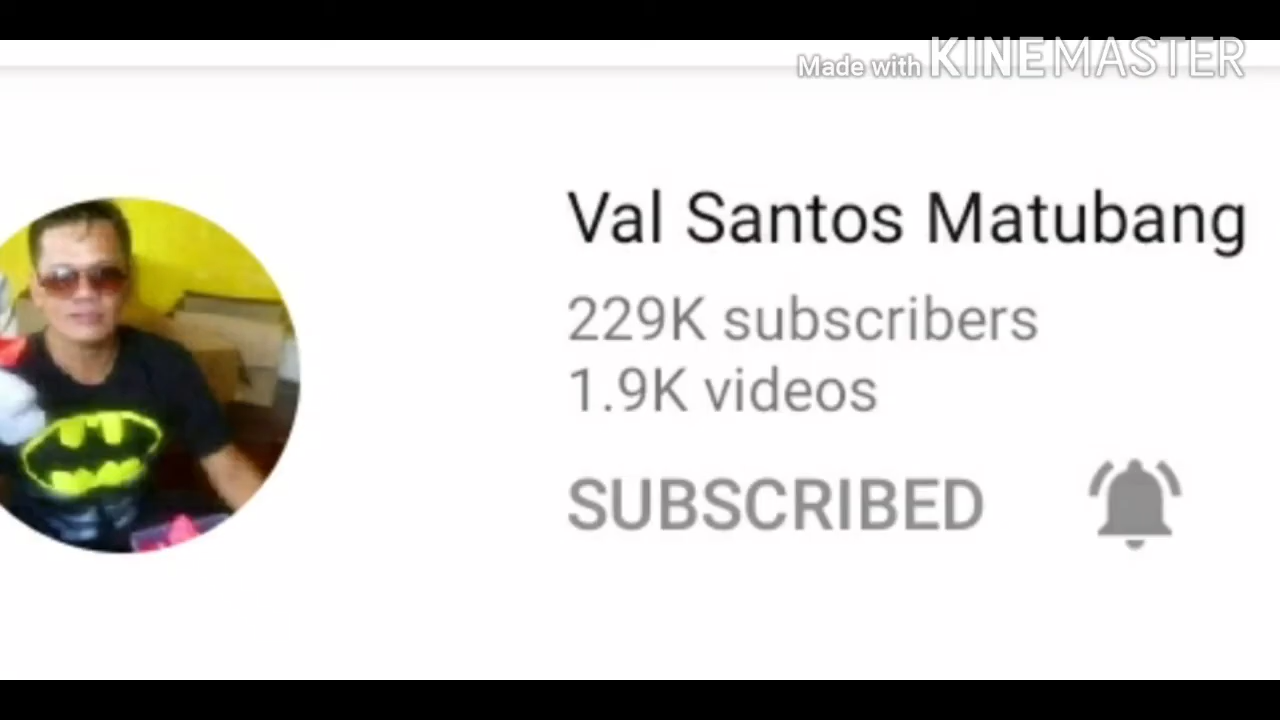 Made with KINEMASTER
Val Santos Matubang
229K subscribers
1.9K videos
SUBSCRIBED